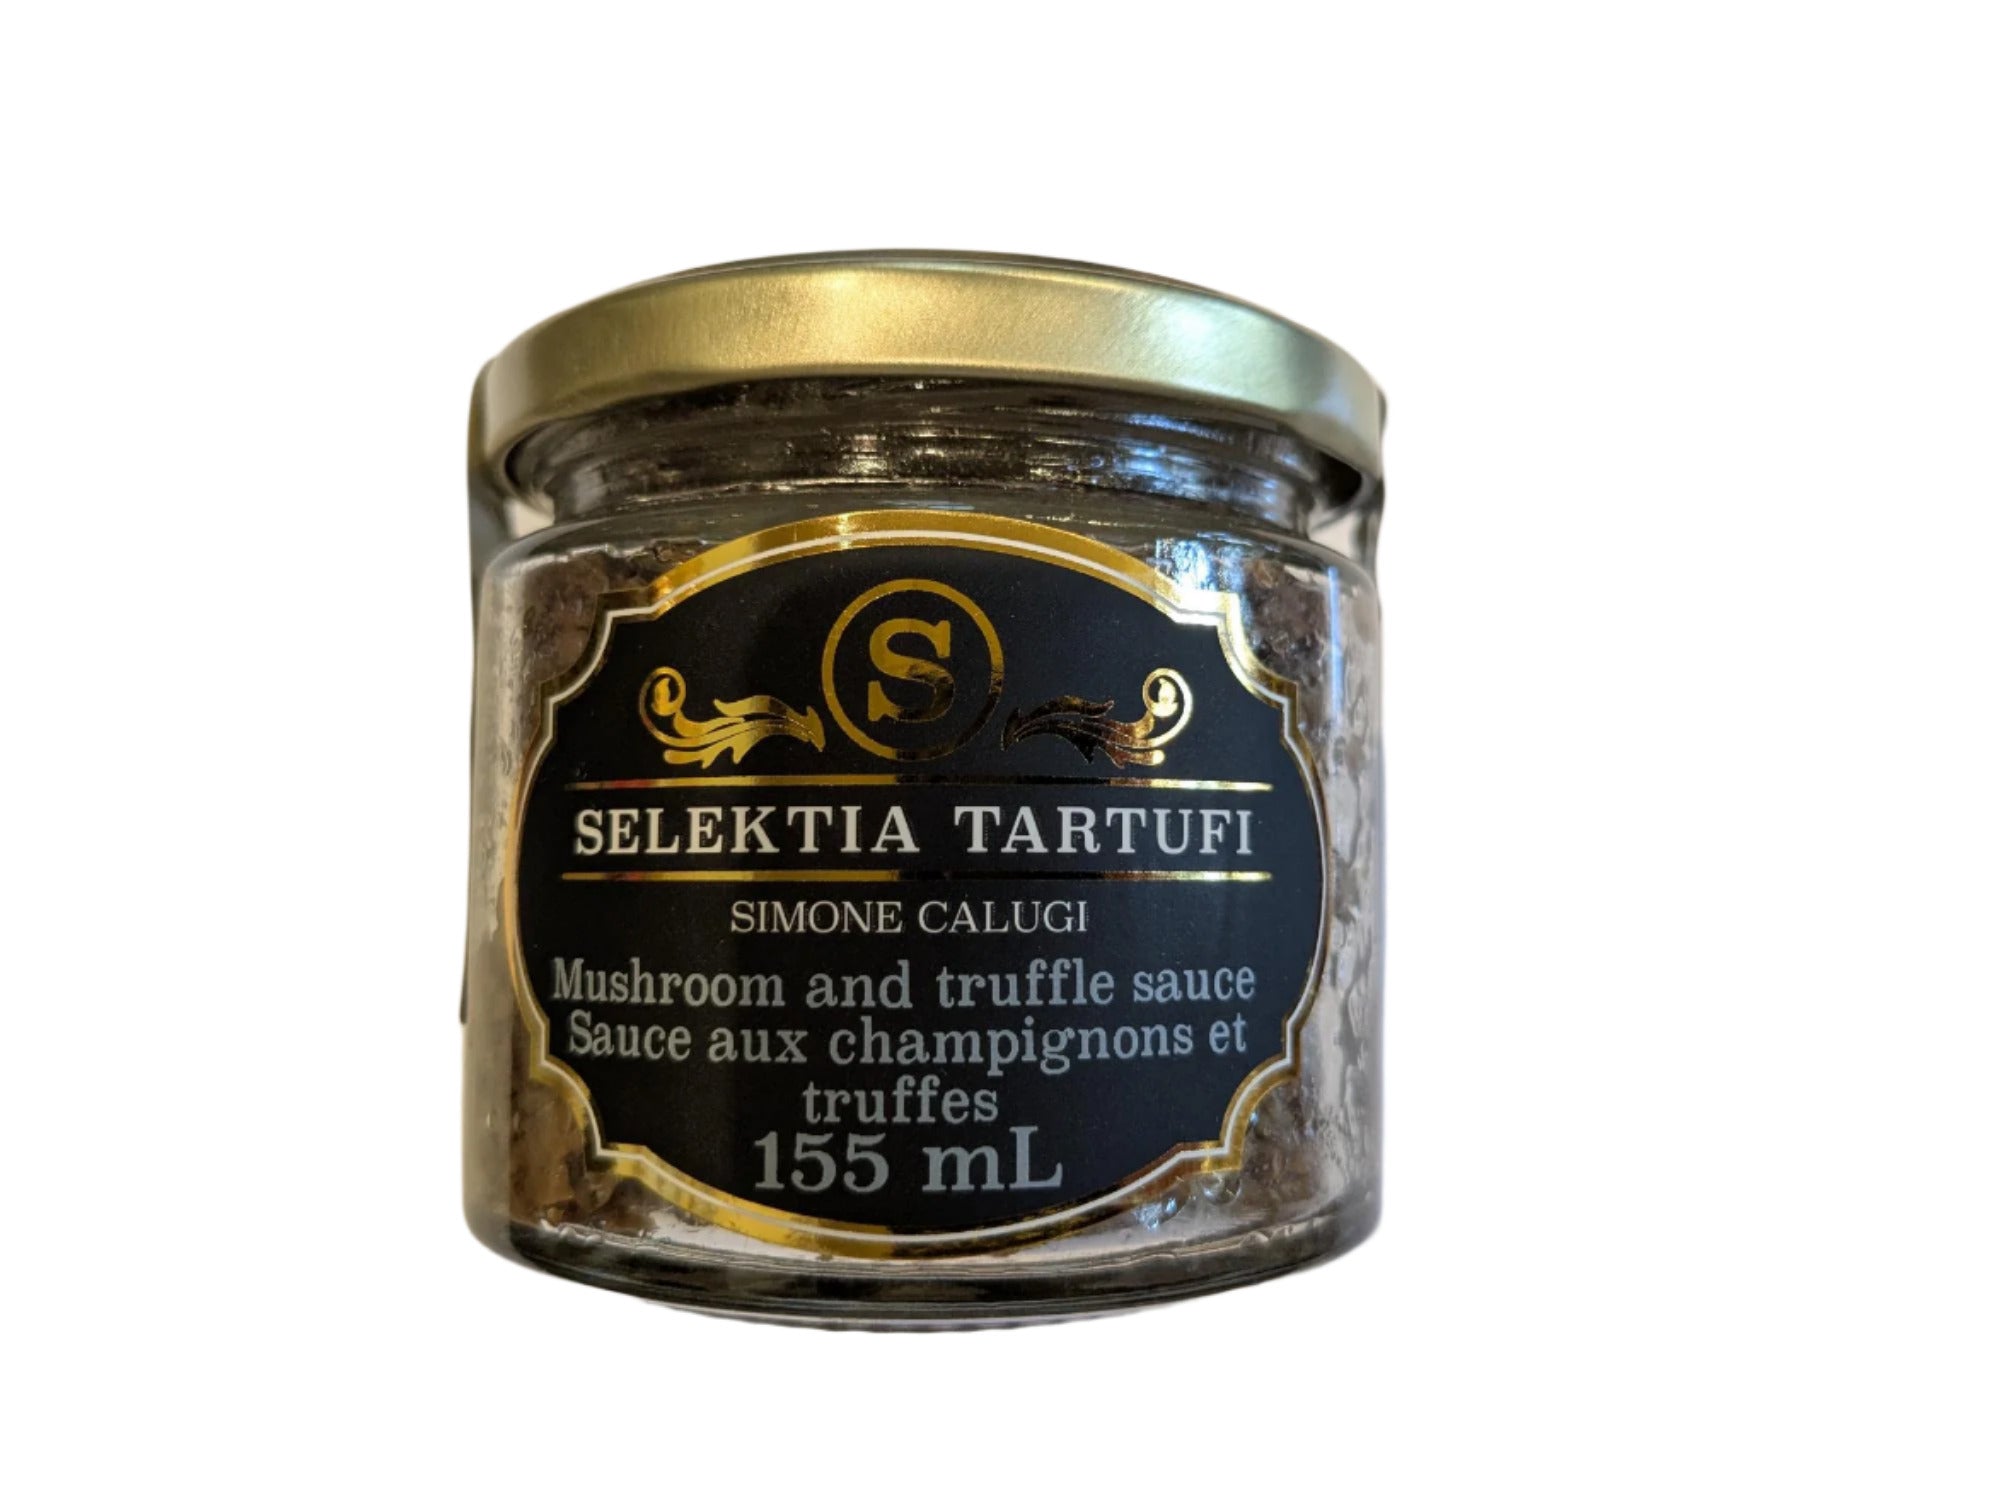 S
SELEKTIA TARTUFI
SIMONE CALUGI
Mushroom and truffle sauce
Sauce aux champignons et
truffes
155 mL